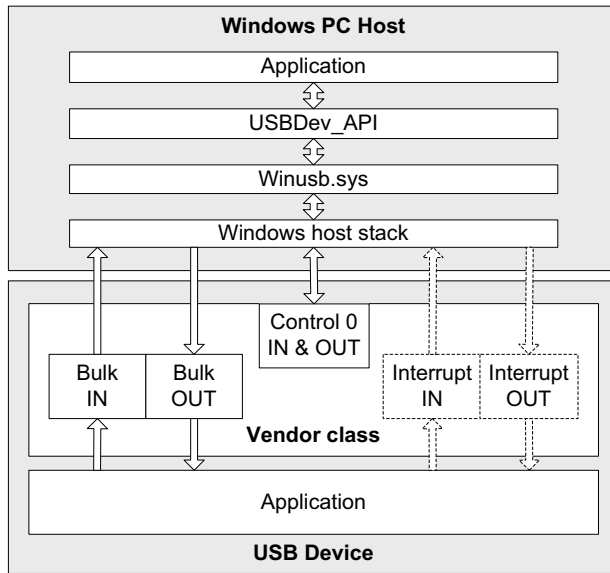 Windows PC Host
Application
USBDev_API
Winusb.sys
Windows host stack
Control 0
IN & OUT
Bulk
IN
Bulk
OUT
Interrupt
IN
Interrupt
OUT
Vendor class
Application
USB Device